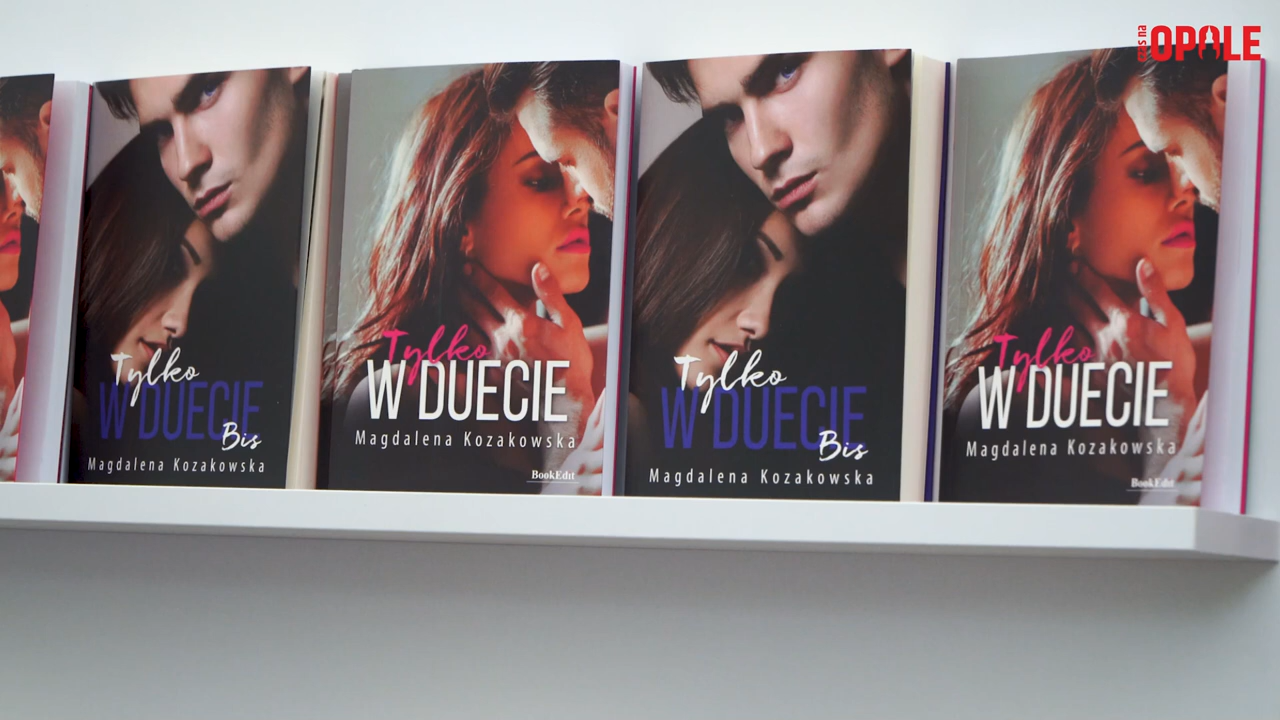 czas na
OPOLE
Tylko
W DUECIE
Bis
Magdalena Kozakowska
Tylko
W DUECIE
Magdalena Kozakowska
BookEdit
Tylko
W DUECIE
Bis
Magdalena Kozakowska
Tylko
W DUECIE
Magdalena Kozakowska
BookEdit